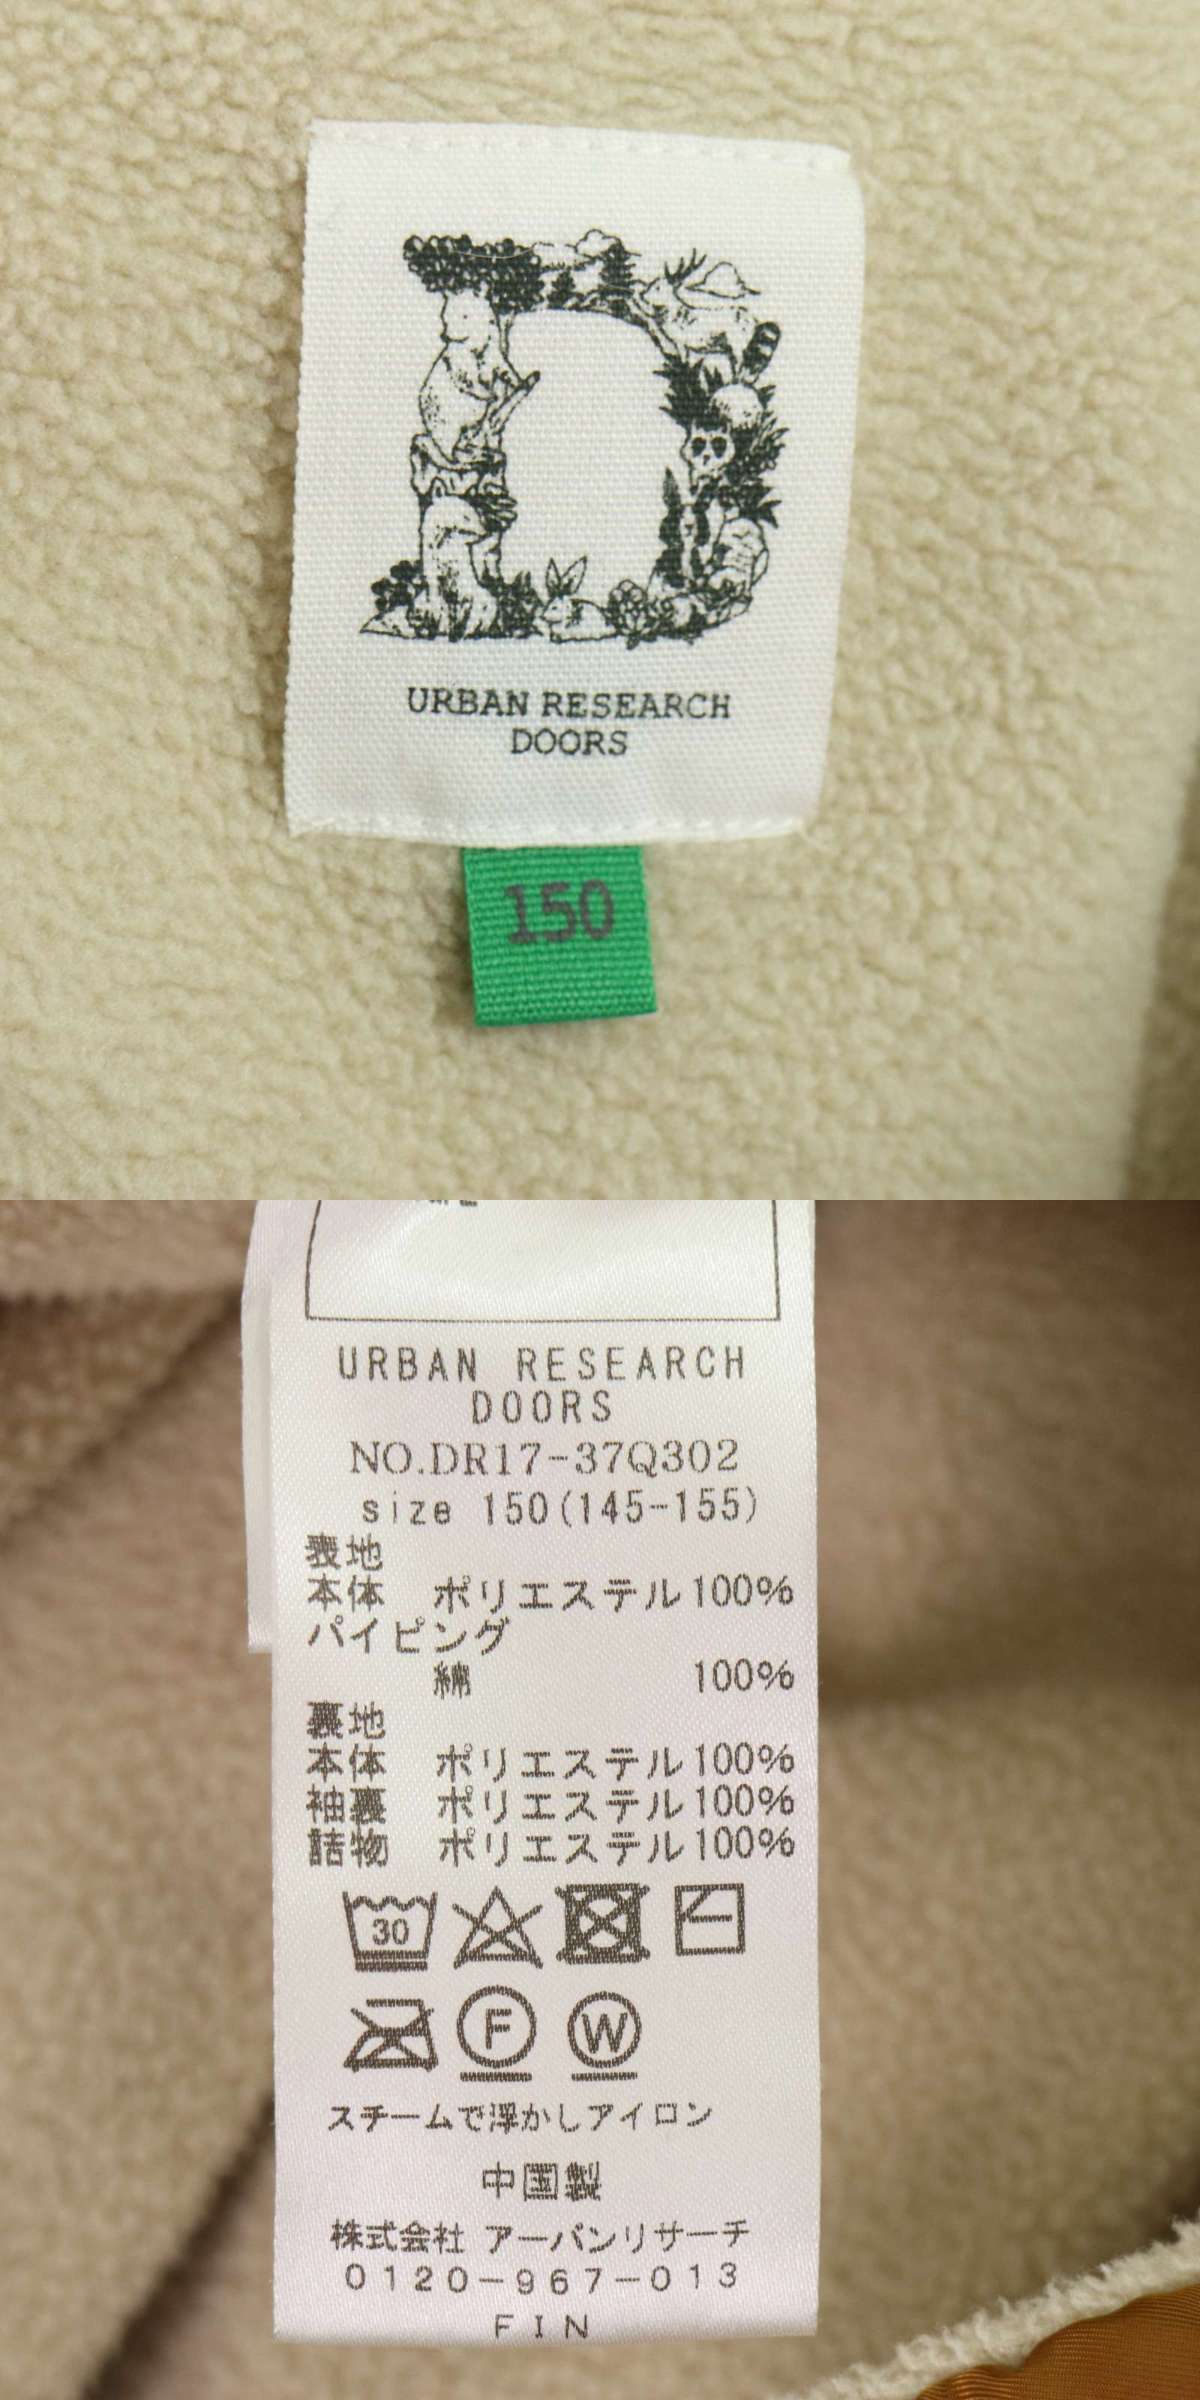 URBAN RESEARCH
DOORS
150
URBAN RESEARCH
DOORS
NO.DR17-37Q302
size 150(145-155)
表地
本体 ポリエステル100%
パイピング
綿 100%
裏地
本体 ポリエステル100%
袖裏 ポリエステル100%
詰物 ポリエステル100%
30
F W
スチームで浮かしアイロン
中国製
株式会社 アーバンリサーチ
0120-967-013
FIN